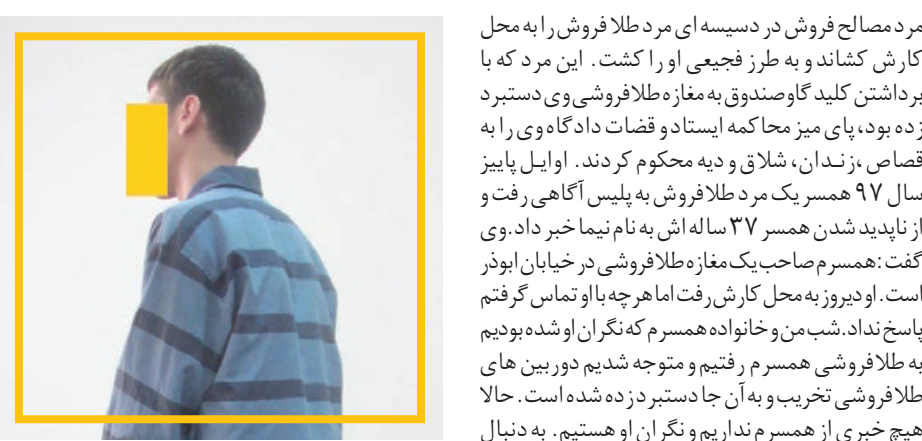 مرد مصالح فروش در دسیسه ای مرد طلا فروش را به محل
کارش کشاند و به طرز فجیعی او را کشت. این مرد که با
برداشتن کلید گاوصندوق به مغازه طلافروشی وی دستبرد
زده بود، پای میز محاکمه ایستاد و قضات دادگاه وی را به
قصاص ،زندان، شلاق و دیه محکوم کردند. اوایل پاییز
سال ۹۷ همسر یک مرد طلافروش به پلیس آگاهی رفت و
از ناپدید شدن همسر ۳۷ ساله اش به نام نیما خبر داد.وی
گفت:همسرم صاحب یک مغازه طلافروشی در خیابان ابوذر
است. او دیروز به محل کارش رفت اما هر چه با او تماس گرفتم
پاسخ نداد.شب من و خانواده همسرم که نگران او شده بودیم
به طلافروشی همسرم رفتیم و متوجه شدیم دوربین های
طلافروشی تخریب و به آن جا دستبرد زده شده است. حالا
هیچ خبری از همسرم نداریم و نگران او هستیم. به دنبال